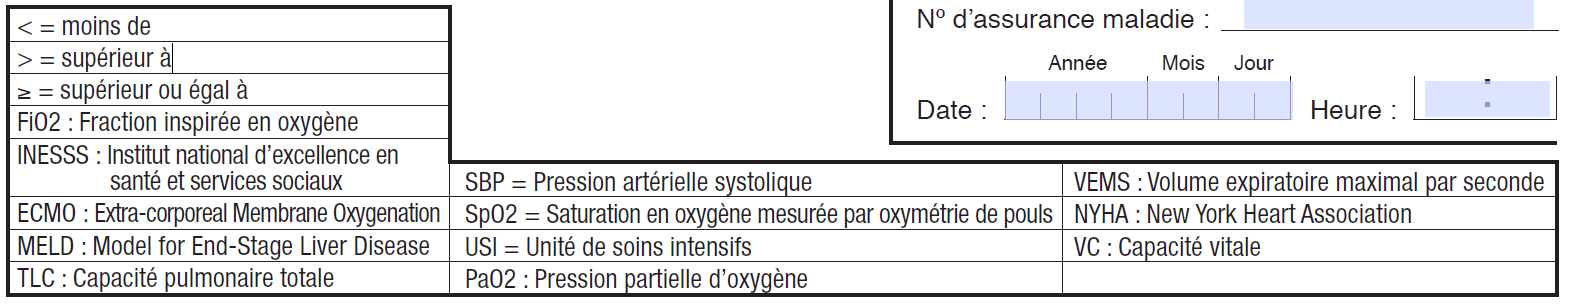 < = moins de
> = supérieur à
≥ = supérieur ou égal à
FiO2 : Fraction inspirée en oxygène
INESSS : Institut national d’excellence en
santé et services sociaux
ECMO : Extra-corporeal Membrane Oxygenation
MELD : Model for End-Stage Liver Disease
TLC : Capacité pulmonaire totale
SBP = Pression artérielle systolique
SpO2 = Saturation en oxygène mesurée par oxymétrie de pouls
USI = Unité de soins intensifs
PaO2 : Pression partielle d’oxygène
VEMS : Volume expiratoire maximal par seconde
NYHA : New York Heart Association
VC : Capacité vitale
Nº d’assurance maladie :
Année Mois Jour
Date : Heure : :